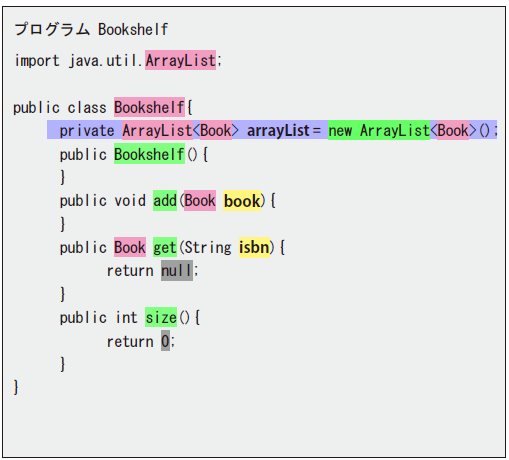 プログラム Bookshelf
import java.util.ArrayList;
public class Bookshelf{
private ArrayList<Book> arrayList = new ArrayList<Book>();
public Bookshelf(){
}
public void add(Book book){
}
public Book get(String isbn){
return null;
}
public int size(){
return 0;
}
}